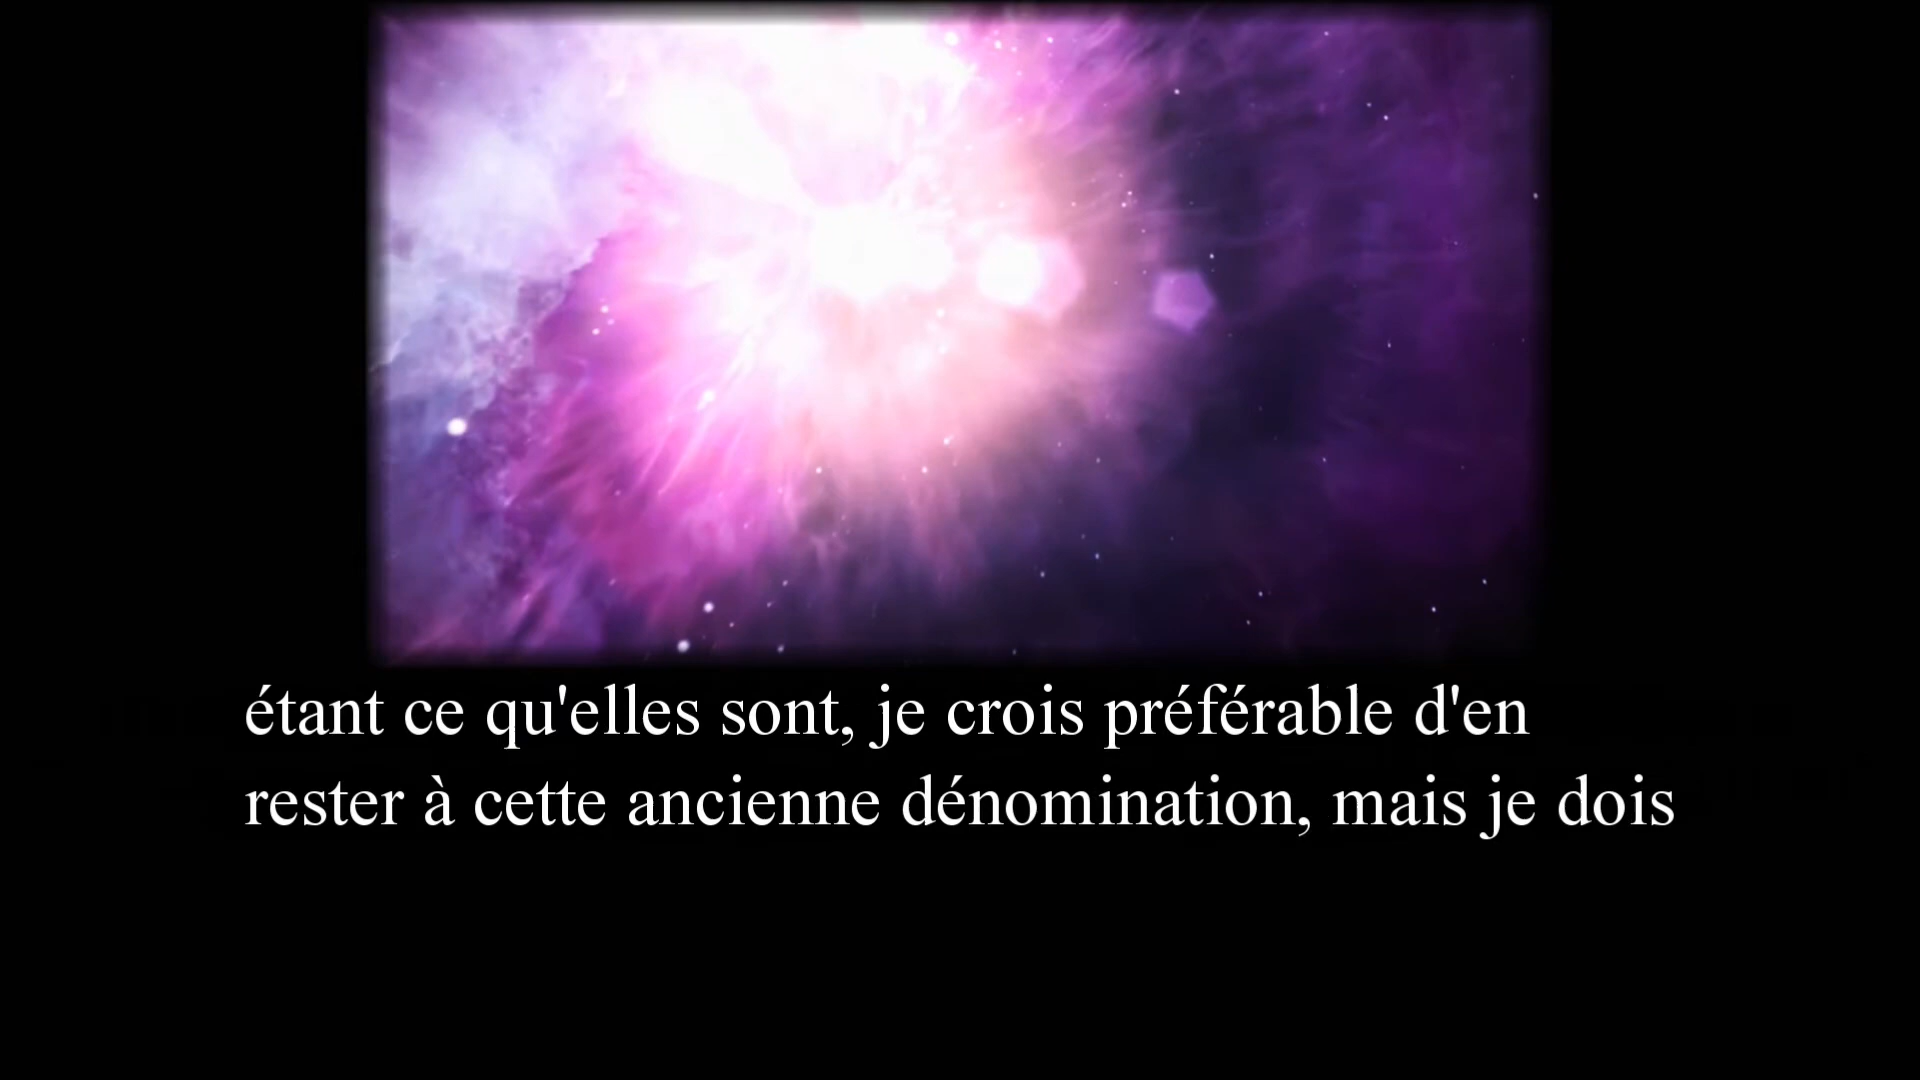 étant ce qu'elles sont, je crois préférable d'en
rester à cette ancienne dénomination, mais je dois